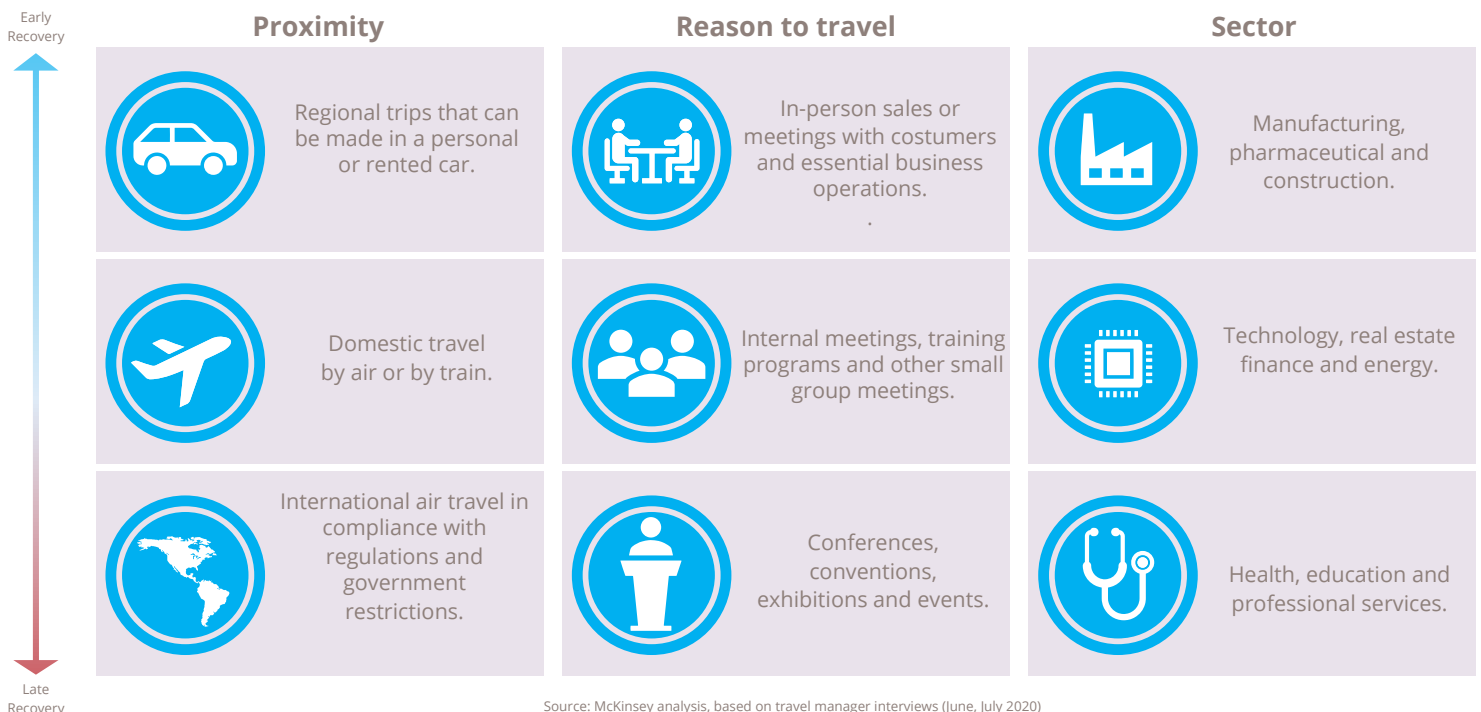 Early
Recovery
Proximity
Reason to travel
Sector
Regional trips that can
be made in a personal
or rented car.
In-person sales or
meetings with costumers
and essential business
operations.
.
Manufacturing,
pharmaceutical and
construction.
Domestic travel
by air or by train.
Internal meetings, training
programs and other small
group meetings.
Technology, real estate
finance and energy.
International air travel in
compliance with
regulations and
government
restrictions.
Conferences,
conventions,
exhibitions and events.
Health, education and
professional services.
Late
Recovery
Source: McKinsey analysis, based on travel manager interviews (June, July 2020)